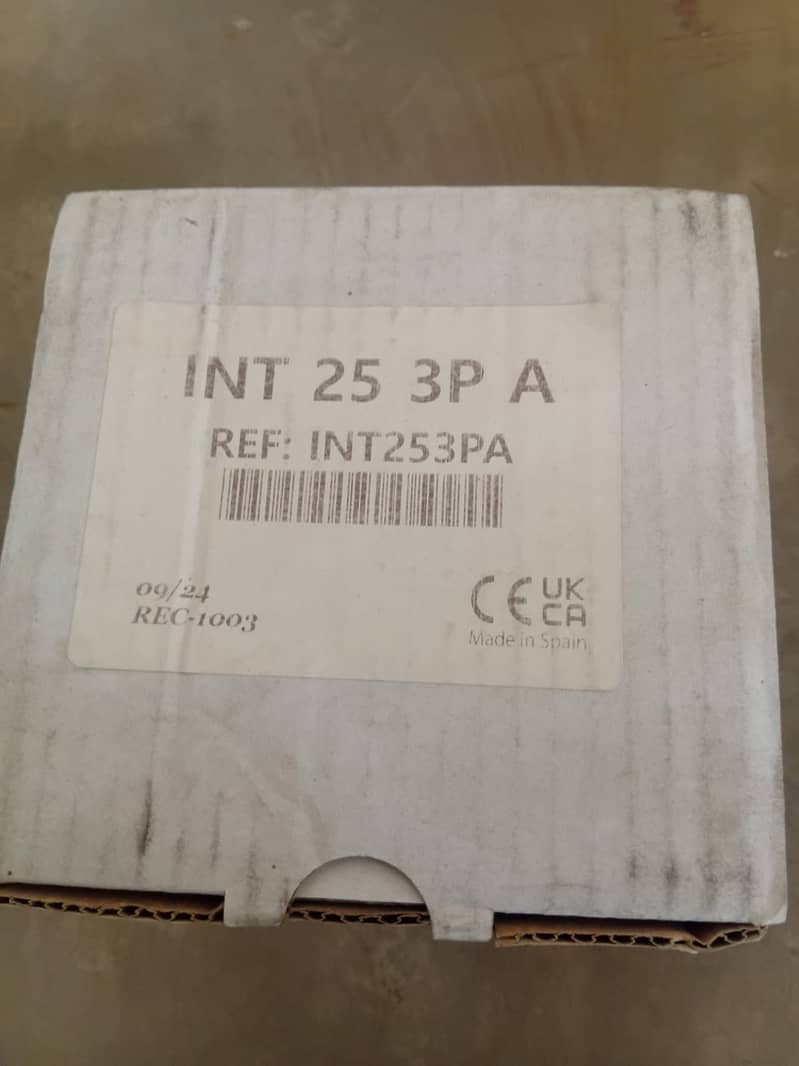 INT 25 3P A
REF: INT253PA
09/24
REC-1003
CE UK
CA
Made in Spain